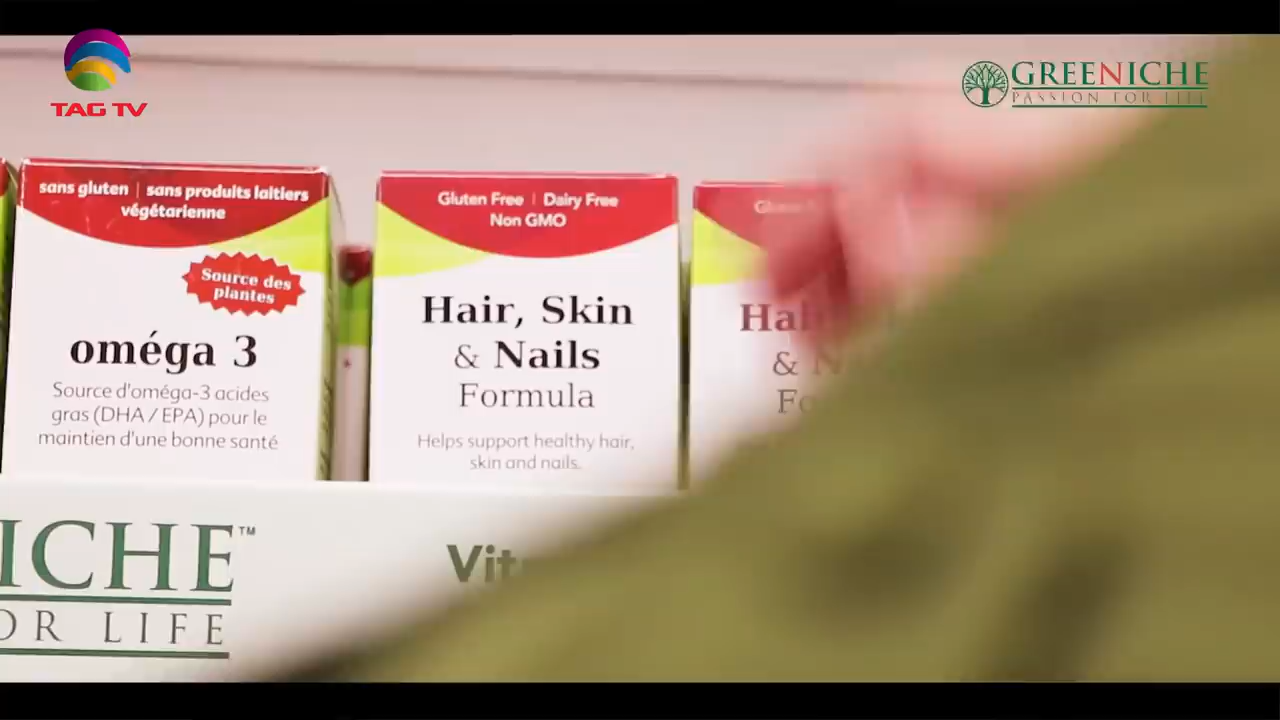 TAG TV
GREENICHE
PASSION FOR LIFE
sans gluten | sans produits laitiers
végétarienne
Source des
plantes
oméga 3
Source d'oméga-3 acides
gras (DHA / EPA) pour le
maintien d'une bonne santé
Gluten Free | Dairy Free
Non GMO
Hair, Skin
& Nails
Formula
Helps support healthy hair,
skin and nails.
&
ICHE™
OR LIFE